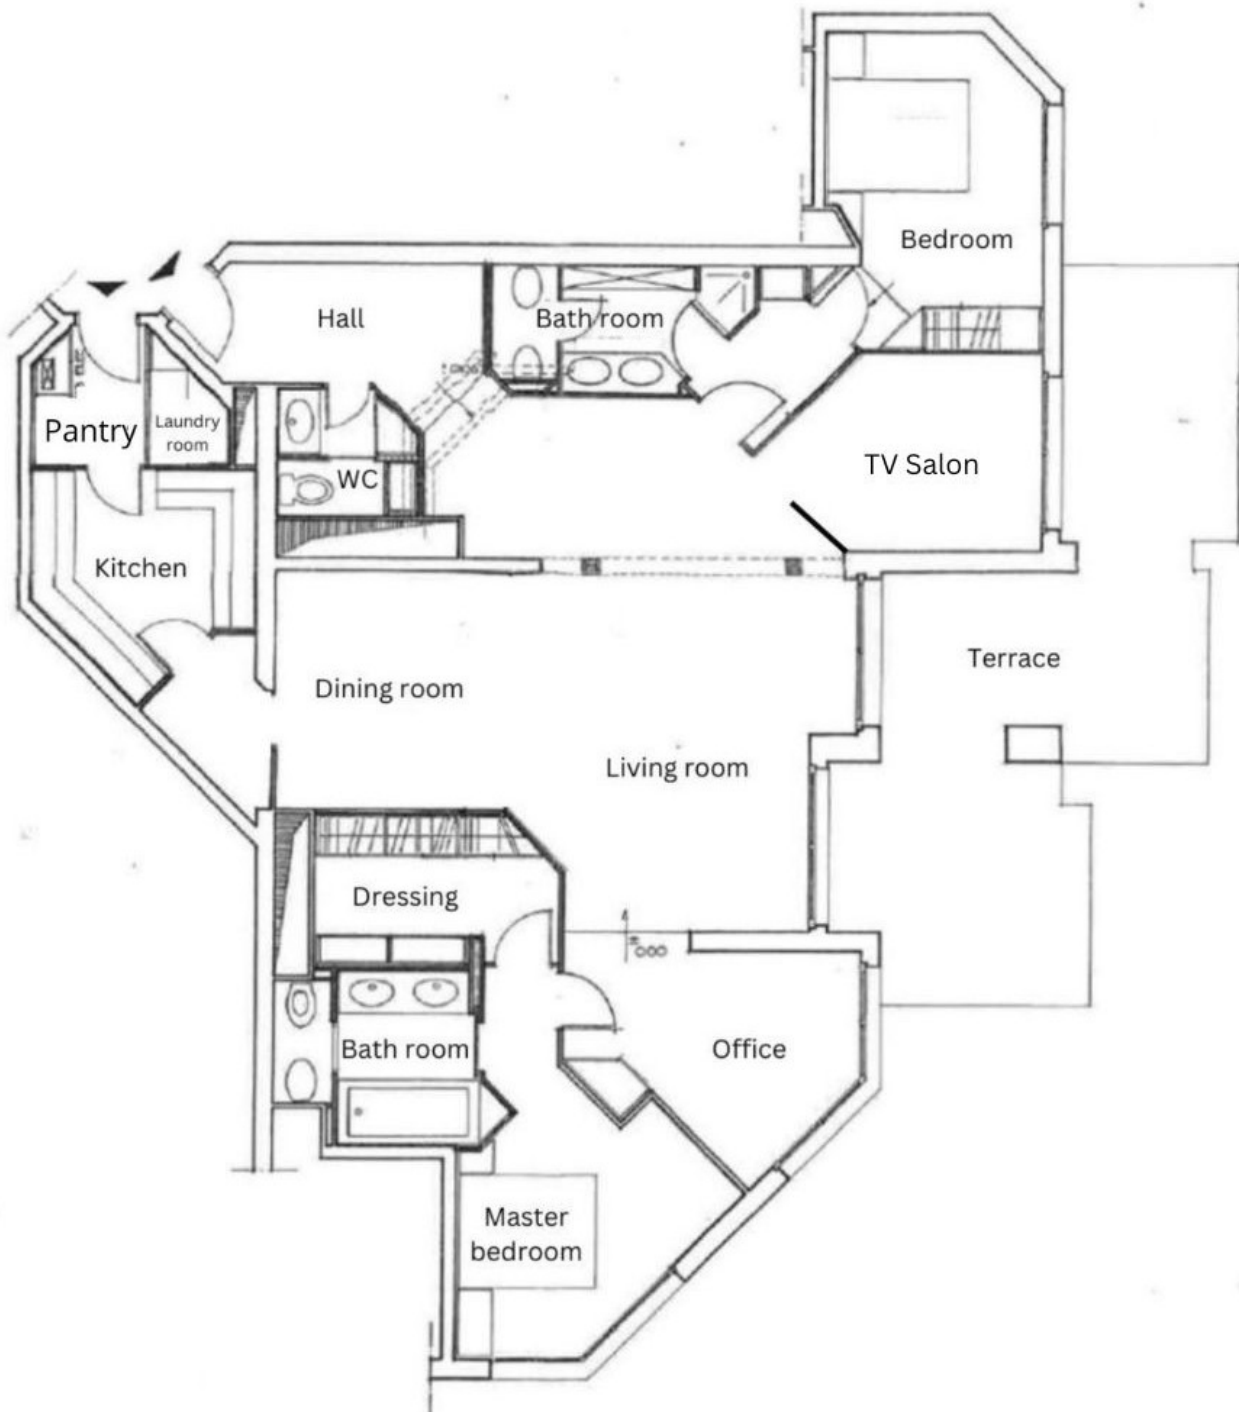 Bedroom
Hall
Bath room
Pantry
Laundry
room
TV Salon
WC
Kitchen
Terrace
Dining room
Living room
Dressing
Bath room
Office
Master
bedroom